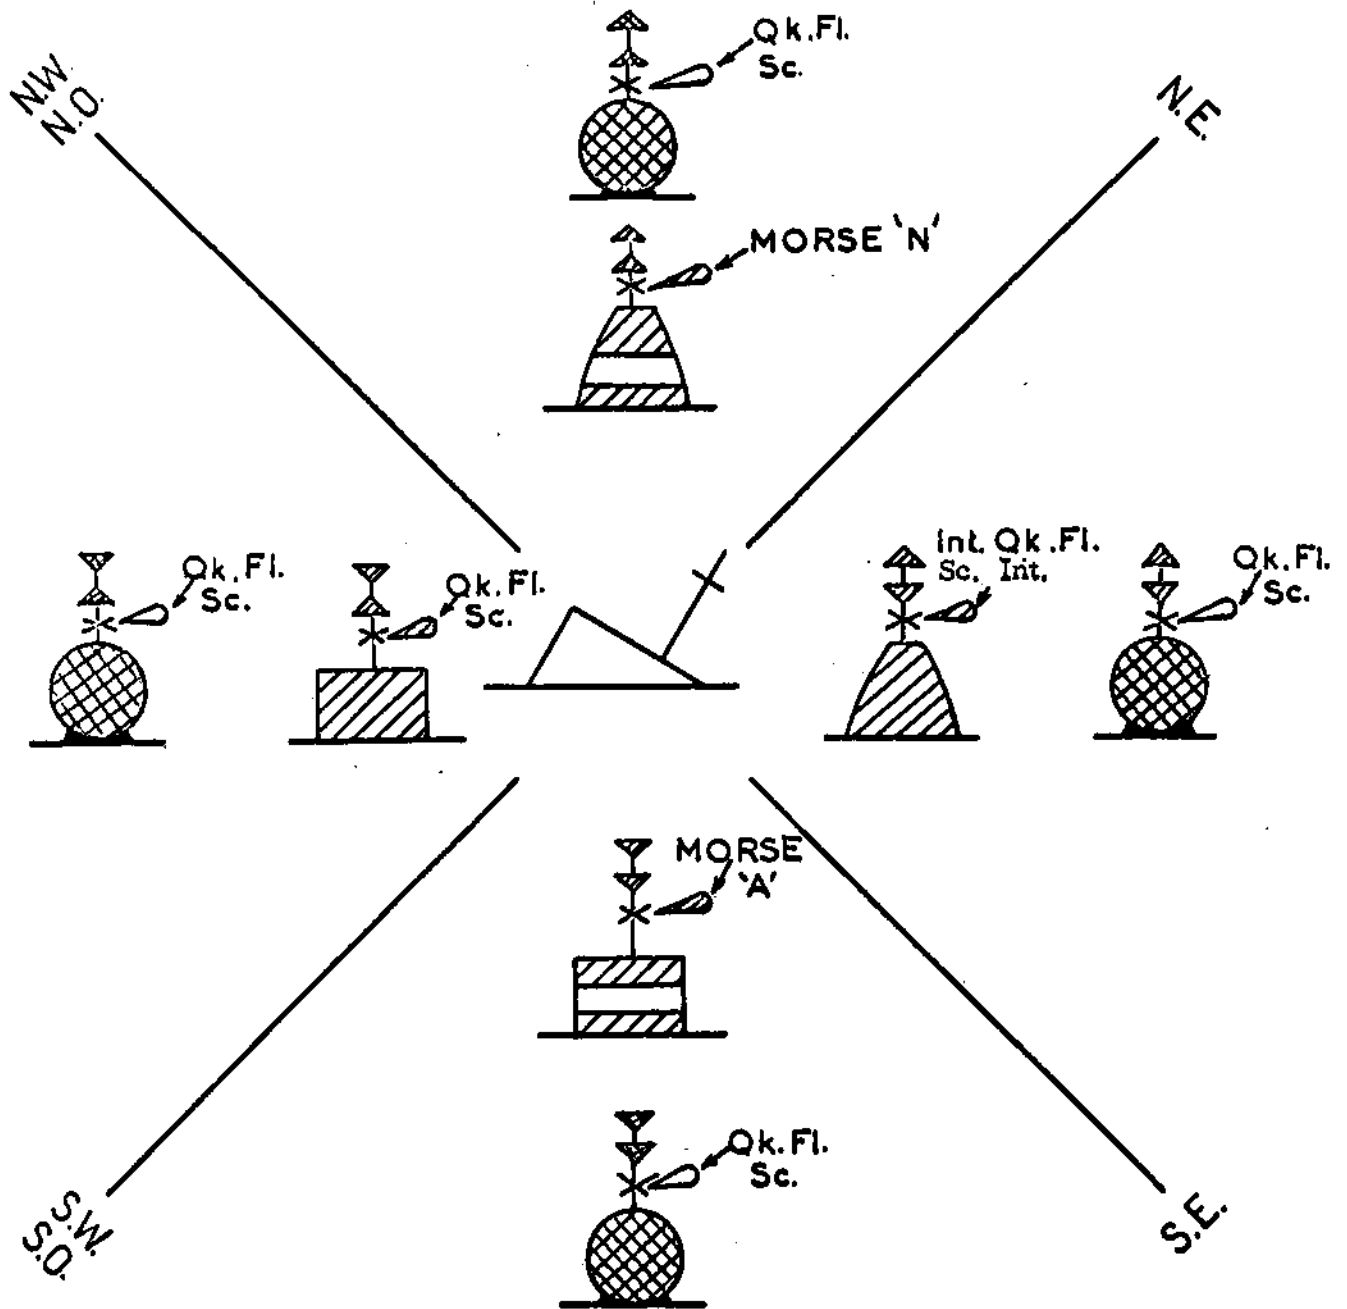 Qk.Fl.
Sc.
N.W.
N.O.
N.E.
MORSE 'N'
Qk.Fl.
Sc.
Qk.Fl.
Sc.
Int. Qk.Fl.
Sc. Int.
Qk.Fl.
Sc.
MORSE
'A'
Qk.Fl.
Sc.
S.W.
S.O.
S.E.